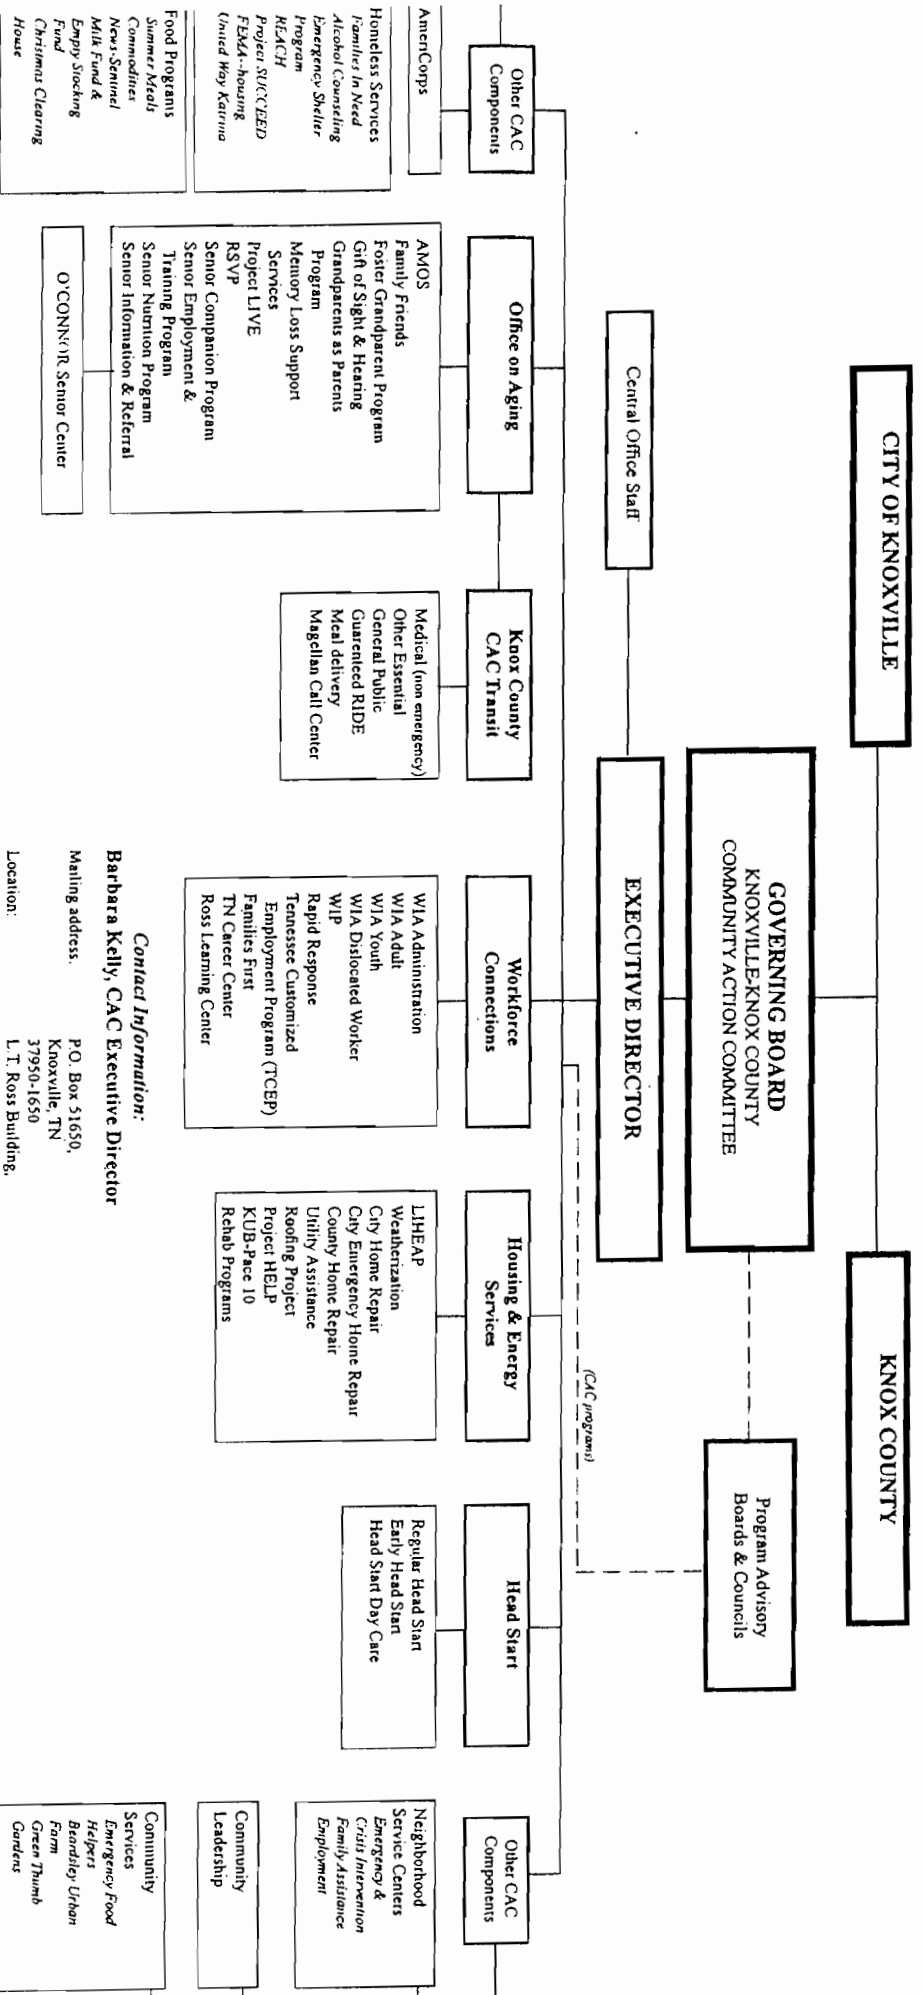 CITY OF KNOXVILLE
KNOX COUNTY
GOVERNING BOARD
KNOXVILLE-KNOX COUNTY
COMMUNITY ACTION COMMITTEE
Program Advisory
Boards & Councils
EXECUTIVE DIRECTOR
Central Office Staff
(CAC programs)
Other CAC
Components
AmeriCorps
Homeless Services
Families In Need
Alcohol Counseling
Emergency Shelter
Program
REACH
Project SUCCEED
FEMA--housing
United Way Katrina
Food Programs
Summer Meals
Commodities
News-Sentinel
Milk Fund &
Empty Stocking
Fund
Christmas Clearing
House
Office on Aging
AMOS
Family Friends
Foster Grandparent Program
Gift of Sight & Hearing
Grandparents as Parents
Program
Memory Loss Support
Services
Project LIVE
RSVP
Senior Companion Program
Senior Employment &
Training Program
Senior Nutrition Program
Senior Information & Referral
O'CONNOR Senior Center
Knox County
CAC Transit
Medical (non emergency)
Other Essential
General Public
Guarenteed RIDE
Meal delivery
Magellan Call Center
Workforce
Connections
WIA Administration
WIA Adult
WIA Youth
WIA Dislocated Worker
WIP
Rapid Response
Tennessee Customized
Employment Program (TCEP)
Families First
TN Career Center
Ross Learning Center
Housing & Energy
Services
LIHEAP
Weatherization
City Home Repair
City Emergency Home Repair
County Home Repair
Utility Assistance
Roofing Project
Project HELP
KUB-Pace 10
Rehab Programs
Head Start
Regular Head Start
Early Head Start
Head Start Day Care
Other CAC
Components
Neighborhood
Service Centers
Emergency &
Crisis Intervention
Family Assistance
Employment
Community
Leadership
Community
Services
Emergency Food
Helpers
Beardsley Urban
Farm
Green Thumb
Gardens
Contact Information:
Barbara Kelly, CAC Executive Director
Mailing address. P.O. Box 51650,
Knoxville, TN
37950-1650
Location: L.T. Ross Building,